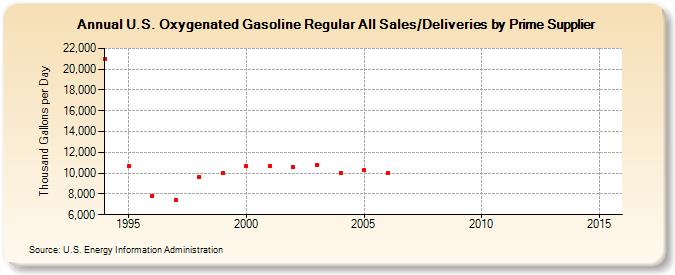 Annual U.S. Oxygenated Gasoline Regular All Sales/Deliveries by Prime Supplier
Thousand Gallons per Day
22,000
20,000
18,000
16,000
14,000
12,000
10,000
8,000
6,000
1995 2000 2005 2010 2015
Source: U.S. Energy Information Administration